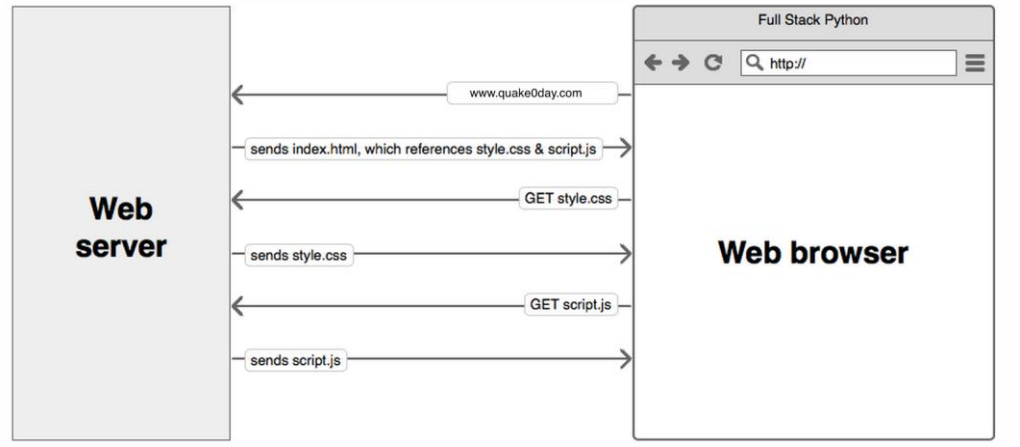 Full Stack Python
http://
www.quake0day.com
sends index.html, which references style.css & script.js
GET style.css
sends style.css
GET script.js
sends script.js
Web
server
Web browser